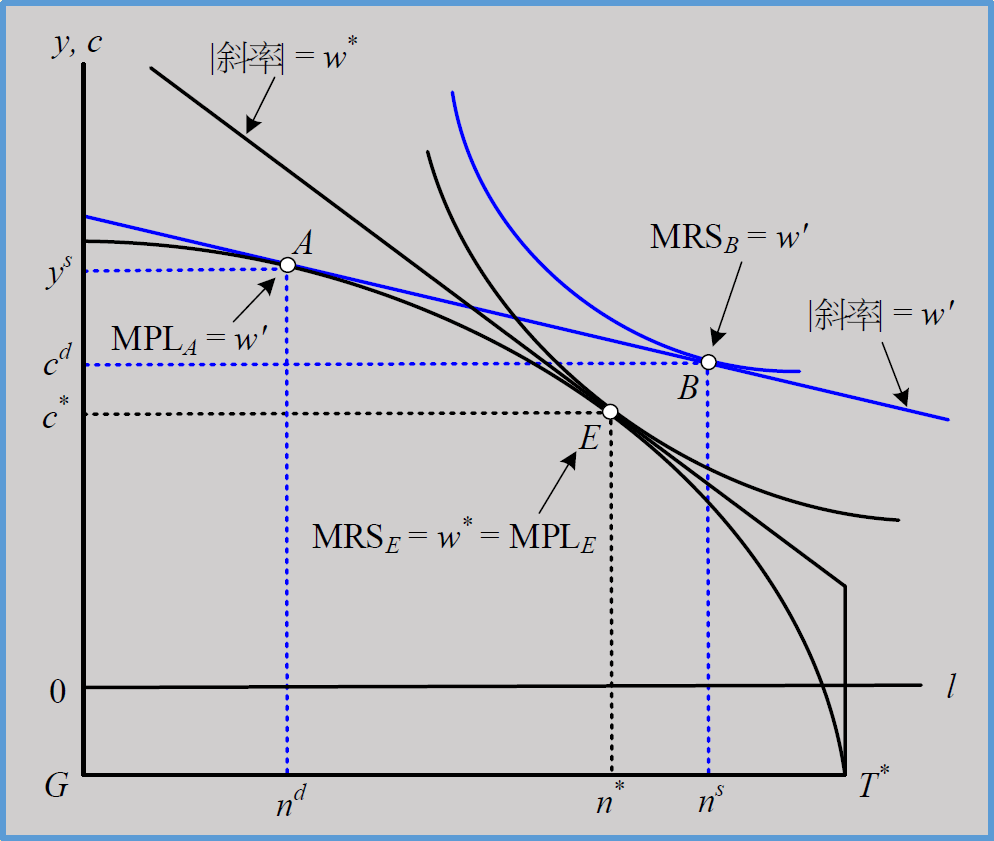 y, c
|斜率| = w*
A
MRS_B = w′
y^s
|斜率| = w′
MPL_A = w′
c^d
B
c*
E
MRS_E = w* = MPL_E
0
l
G
T*
n^d
n*
n^s